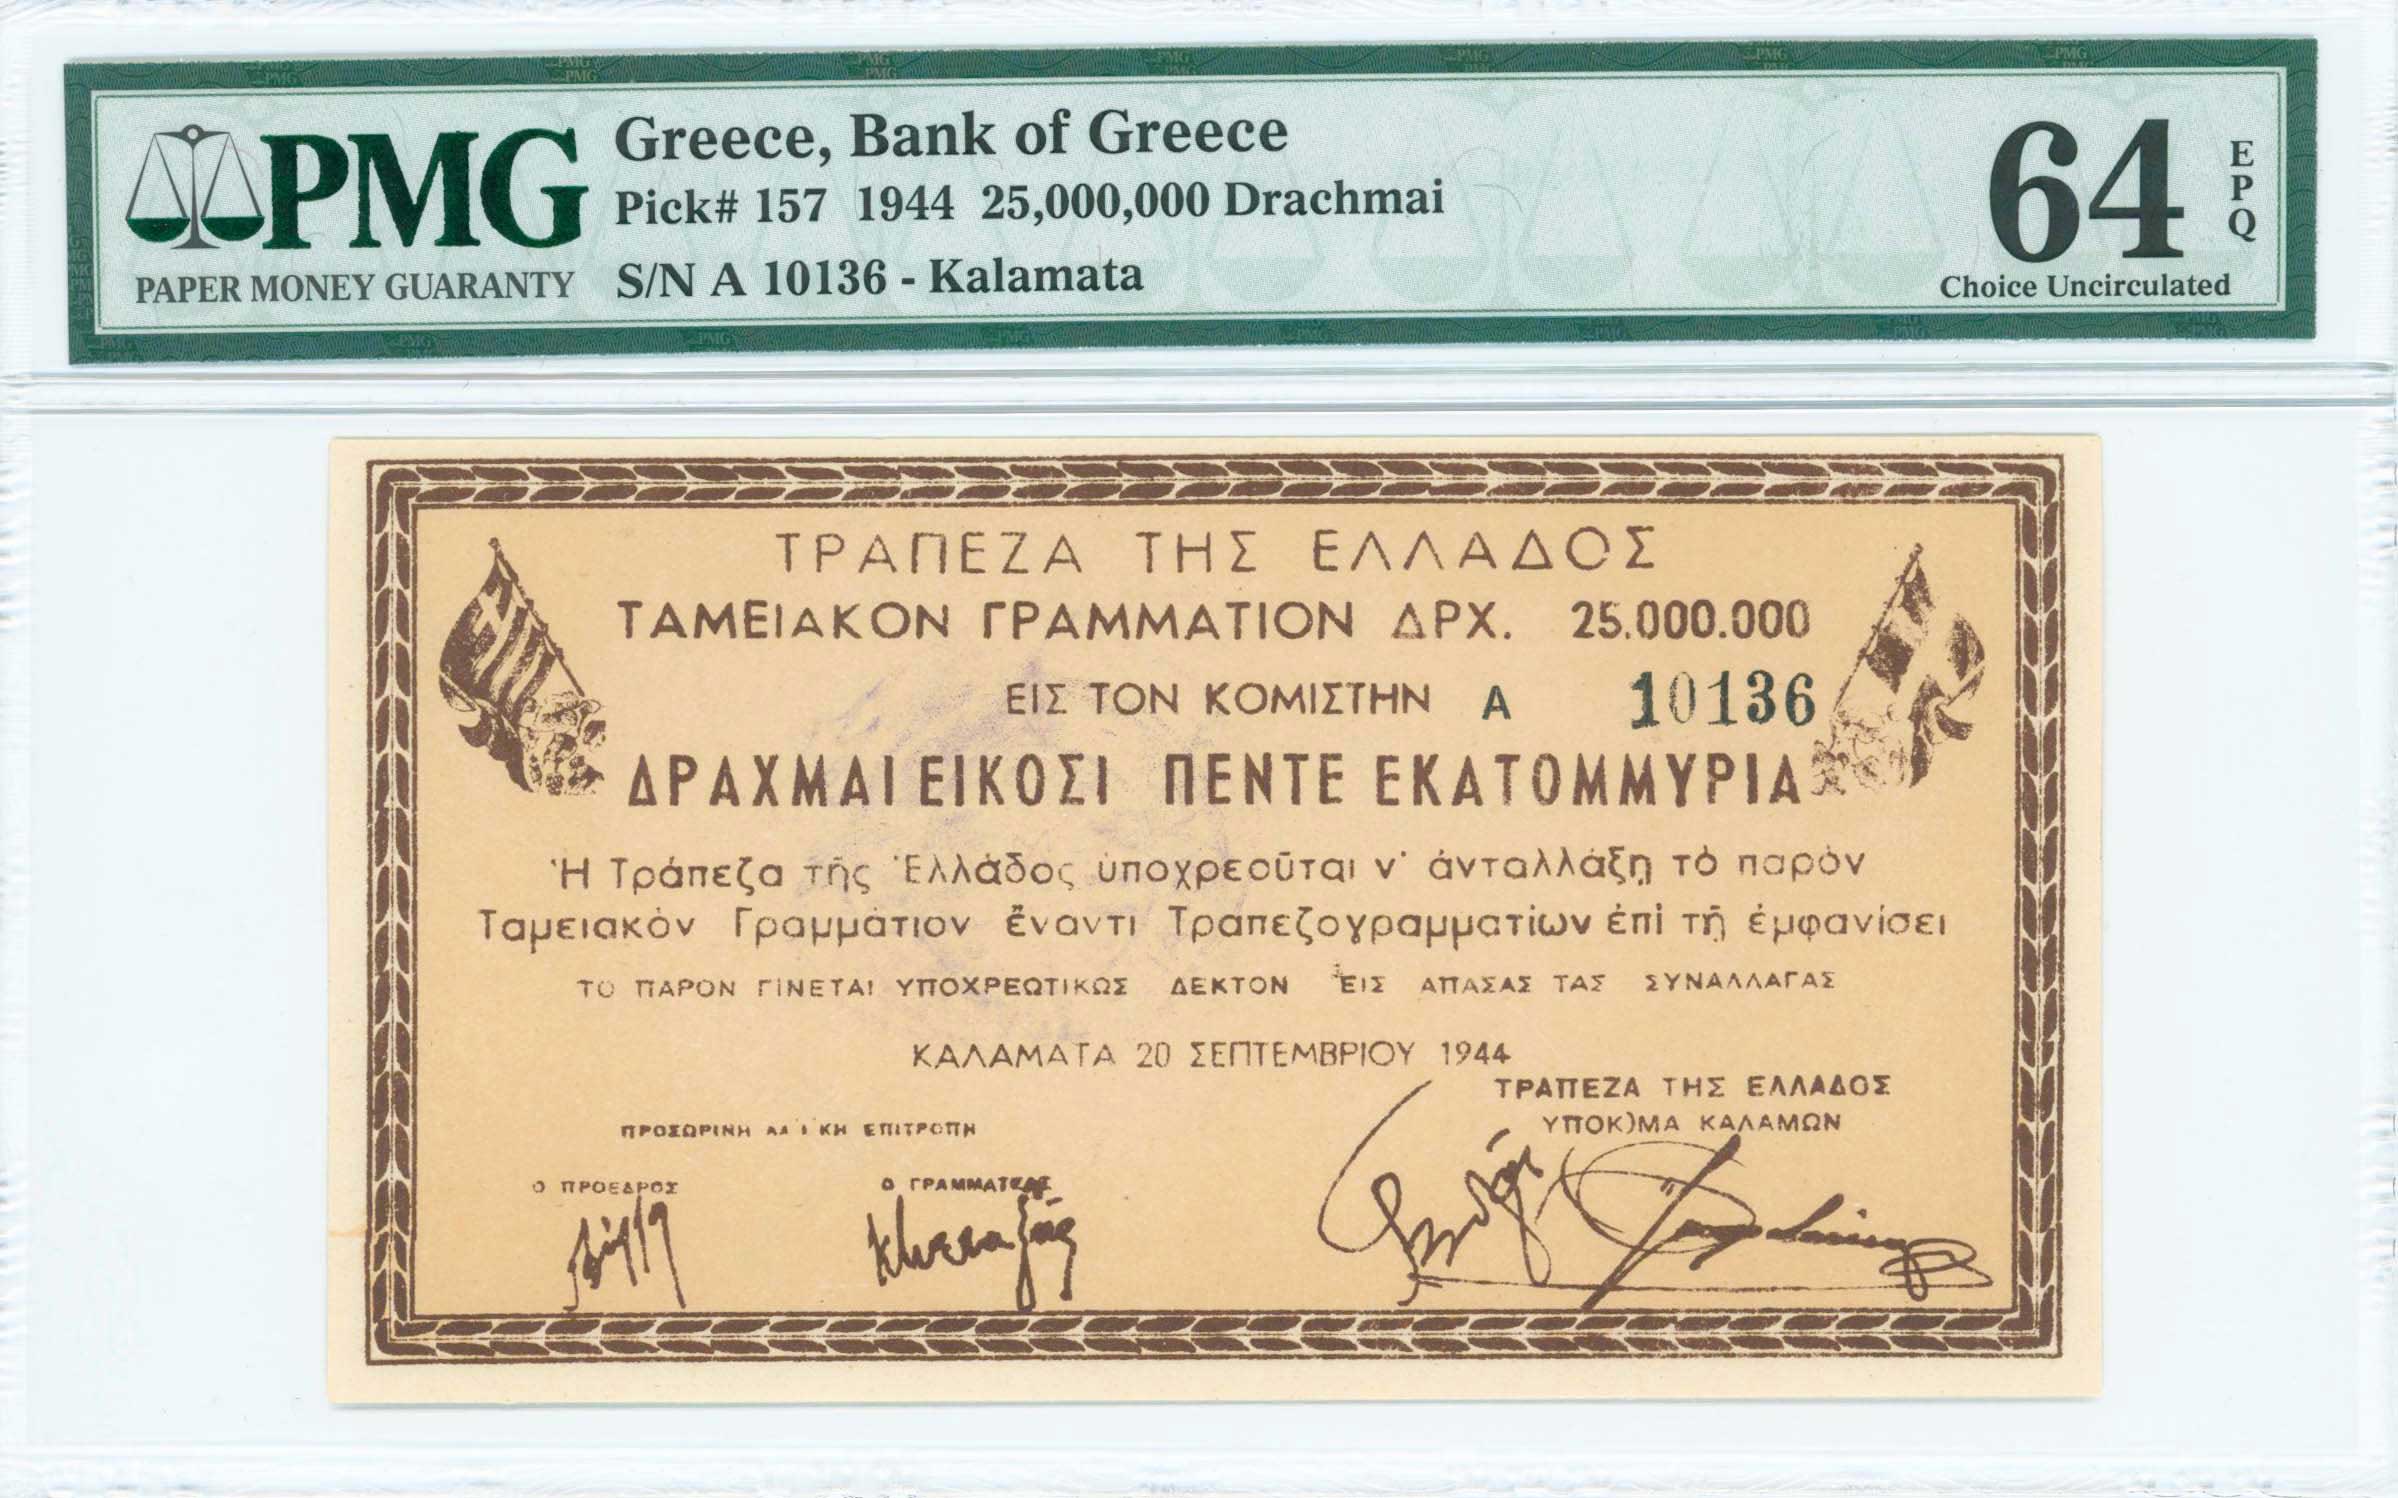 PMG
PAPER MONEY GUARANTY
Greece, Bank of Greece
Pick# 157 1944 25,000,000 Drachmai
S/N A 10136 - Kalamata
64
EPQ
Choice Uncirculated
ΤΡΑΠΕΖΑ ΤΗΣ ΕΛΛΑΔΟΣ
ΤΑΜΕΙΑΚΟΝ ΓΡΑΜΜΑΤΙΟΝ ΔΡΧ. 25.000.000
ΕΙΣ ΤΟΝ ΚΟΜΙΣΤΗΝ Α 10136
ΔΡΑΧΜΑΙ ΕΙΚΟΣΙ ΠΕΝΤΕ ΕΚΑΤΟΜΜΥΡΙΑ
Ἡ Τράπεζα τῆς Ἑλλάδος ὑποχρεοῦται ν' ἀνταλλάξῃ τὸ παρὸν
Ταμειακὸν Γραμμάτιον ἔναντι Τραπεζογραμματίων ἐπὶ τῇ ἐμφανίσει
ΤΟ ΠΑΡΟΝ ΓΙΝΕΤΑΙ ΥΠΟΧΡΕΩΤΙΚΩΣ ΔΕΚΤΟΝ ΕΙΣ ΑΠΑΣΑΣ ΤΑΣ ΣΥΝΑΛΛΑΓΑΣ
ΚΑΛΑΜΑΤΑ 20 ΣΕΠΤΕΜΒΡΙΟΥ 1944
ΤΡΑΠΕΖΑ ΤΗΣ ΕΛΛΑΔΟΣ
ΥΠΟΚ)ΜΑ ΚΑΛΑΜΩΝ
ΠΡΟΣΩΡΙΝΗ ΕΠΙΤΡΟΠΗ
Ο ΠΡΟΕΔΡΟΣ
Ο ΓΡΑΜΜΑΤΕΑΣ